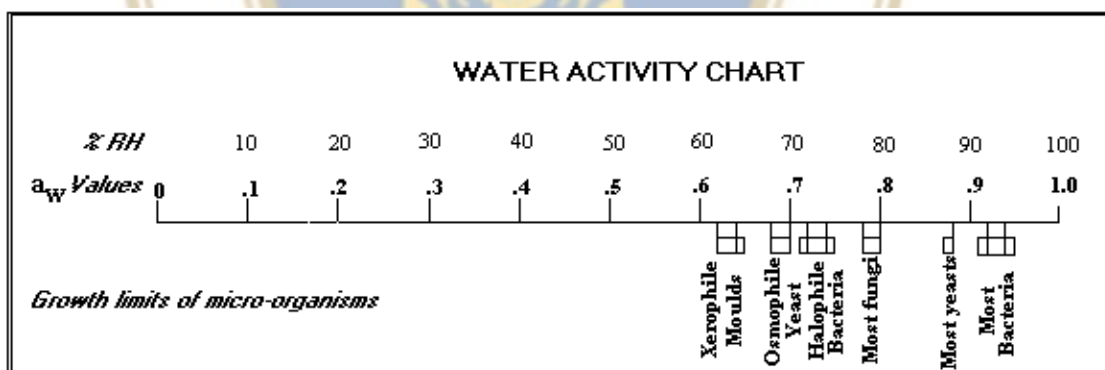 WATER ACTIVITY CHART
% RH 10 20 30 40 50 60 70 80 90 100
aw Values 0 .1 .2 .3 .4 .5 .6 .7 .8 .9 1.0
Growth limits of micro-organisms
Xerophile
Moulds
Osmophile
Yeast
Halophile
Bacteria
Most fungi
Most yeasts
Most
Bacteria